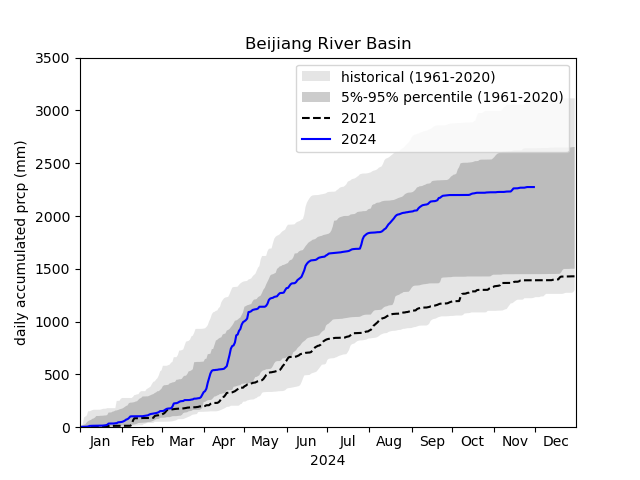 Beijiang River Basin
historical (1961-2020)
5%-95% percentile (1961-2020)
2021
2024
daily accumulated prcp (mm)
3500
3000
2500
2000
1500
1000
500
0
Jan Feb Mar Apr May Jun Jul Aug Sep Oct Nov Dec
2024